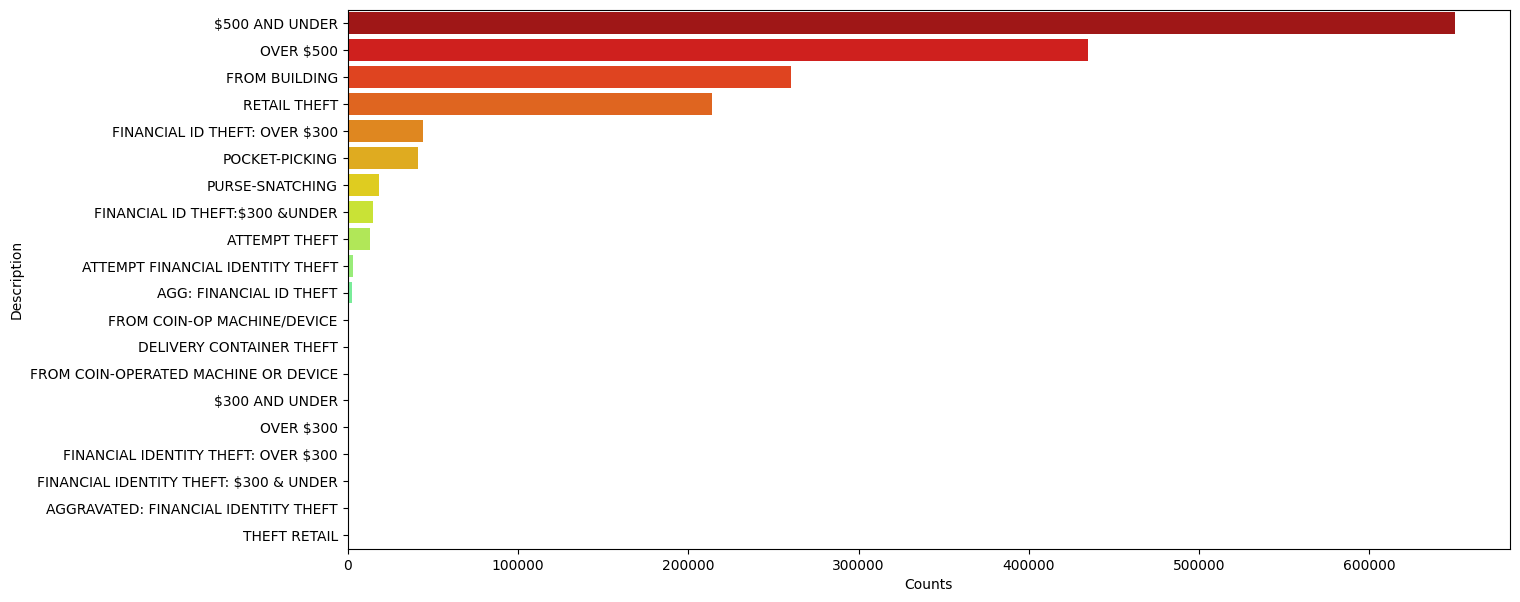 $500 AND UNDER
OVER $500
FROM BUILDING
RETAIL THEFT
FINANCIAL ID THEFT: OVER $300
POCKET-PICKING
PURSE-SNATCHING
FINANCIAL ID THEFT:$300 &UNDER
ATTEMPT THEFT
ATTEMPT FINANCIAL IDENTITY THEFT
AGG: FINANCIAL ID THEFT
FROM COIN-OP MACHINE/DEVICE
DELIVERY CONTAINER THEFT
FROM COIN-OPERATED MACHINE OR DEVICE
$300 AND UNDER
OVER $300
FINANCIAL IDENTITY THEFT: OVER $300
FINANCIAL IDENTITY THEFT: $300 & UNDER
AGGRAVATED: FINANCIAL IDENTITY THEFT
THEFT RETAIL
Description
0 100000 200000 300000 400000 500000 600000
Counts